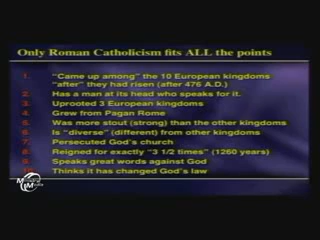 Only Roman Catholicism fits ALL the points
1. "Came up among" the 10 European kingdoms
"after" they had risen (after 476 A.D.)
2. Has a man at its head who speaks for it.
3. Uprooted 3 European kingdoms
4. Grew from Pagan Rome
5. Was more stout (strong) than the other kingdoms
6. Is "diverse" (different) from other kingdoms
7. Persecuted God's church
8. Reigned for exactly "3 1/2 times" (1260 years)
9. Speaks great words against God
Thinks it has changed God's law